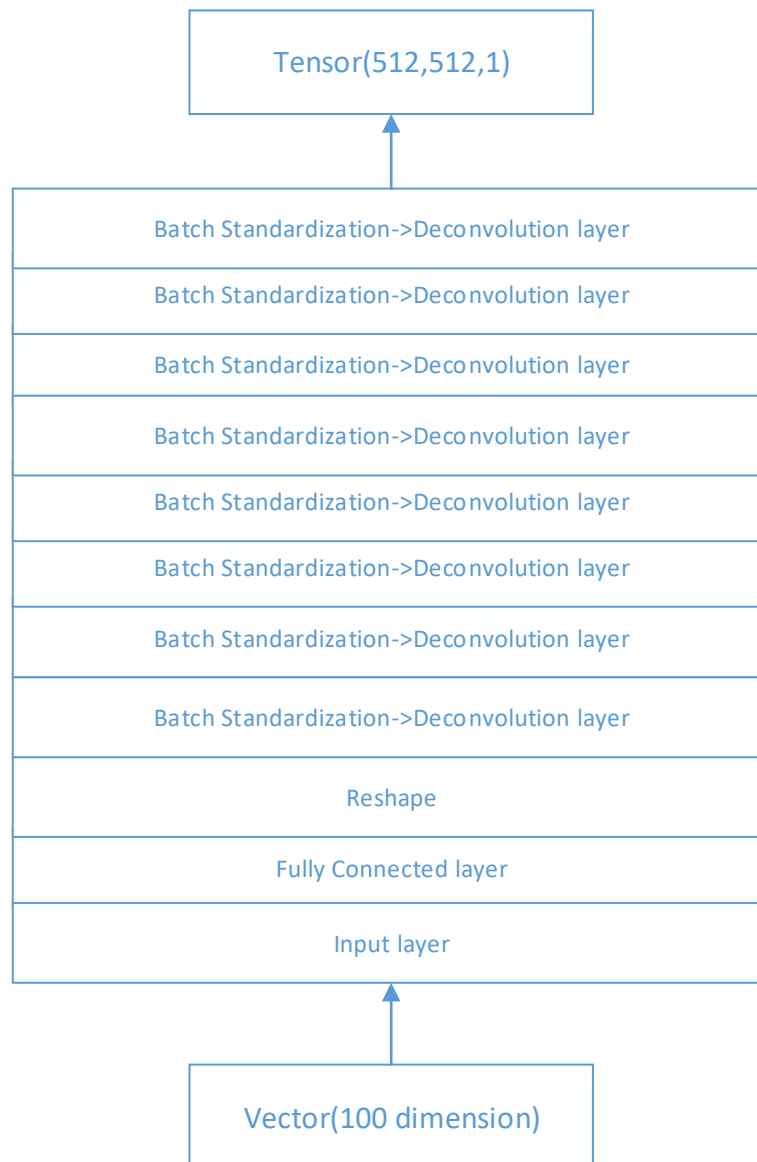 Tensor(512,512,1)
Batch Standardization->Deconvolution layer
Batch Standardization->Deconvolution layer
Batch Standardization->Deconvolution layer
Batch Standardization->Deconvolution layer
Batch Standardization->Deconvolution layer
Batch Standardization->Deconvolution layer
Batch Standardization->Deconvolution layer
Batch Standardization->Deconvolution layer
Reshape
Fully Connected layer
Input layer
Vector(100 dimension)